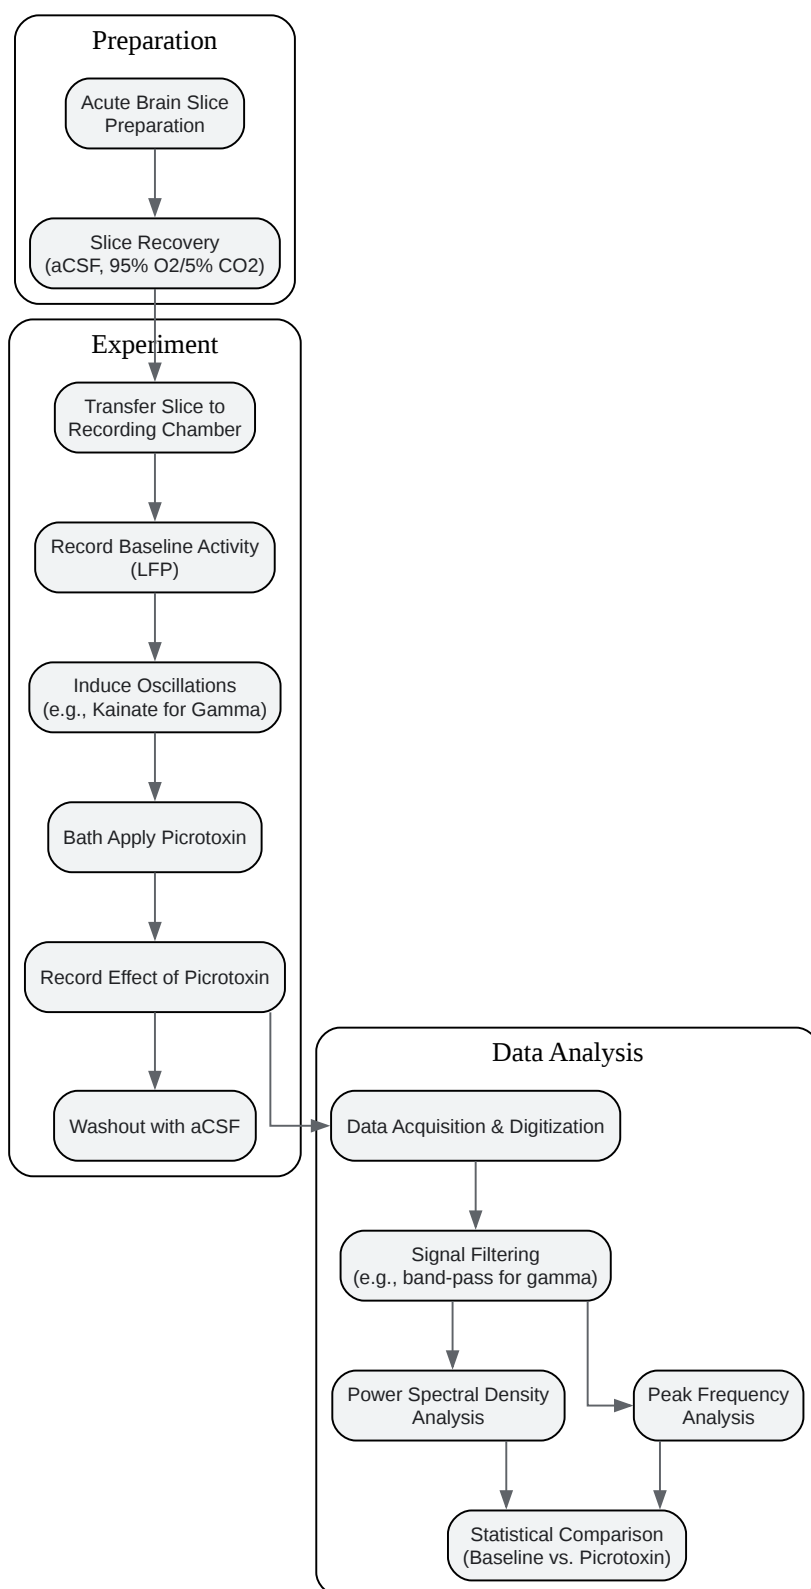 Preparation
Acute Brain Slice
Preparation
Slice Recovery
(aCSF, 95% O2/5% CO2)
Experiment
Transfer Slice to
Recording Chamber
Record Baseline Activity
(LFP)
Induce Oscillations
(e.g., Kainate for Gamma)
Bath Apply Picrotoxin
Record Effect of Picrotoxin
Washout with aCSF
Data Analysis
Data Acquisition & Digitization
Signal Filtering
(e.g., band-pass for gamma)
Power Spectral Density
Analysis
Peak Frequency
Analysis
Statistical Comparison
(Baseline vs. Picrotoxin)